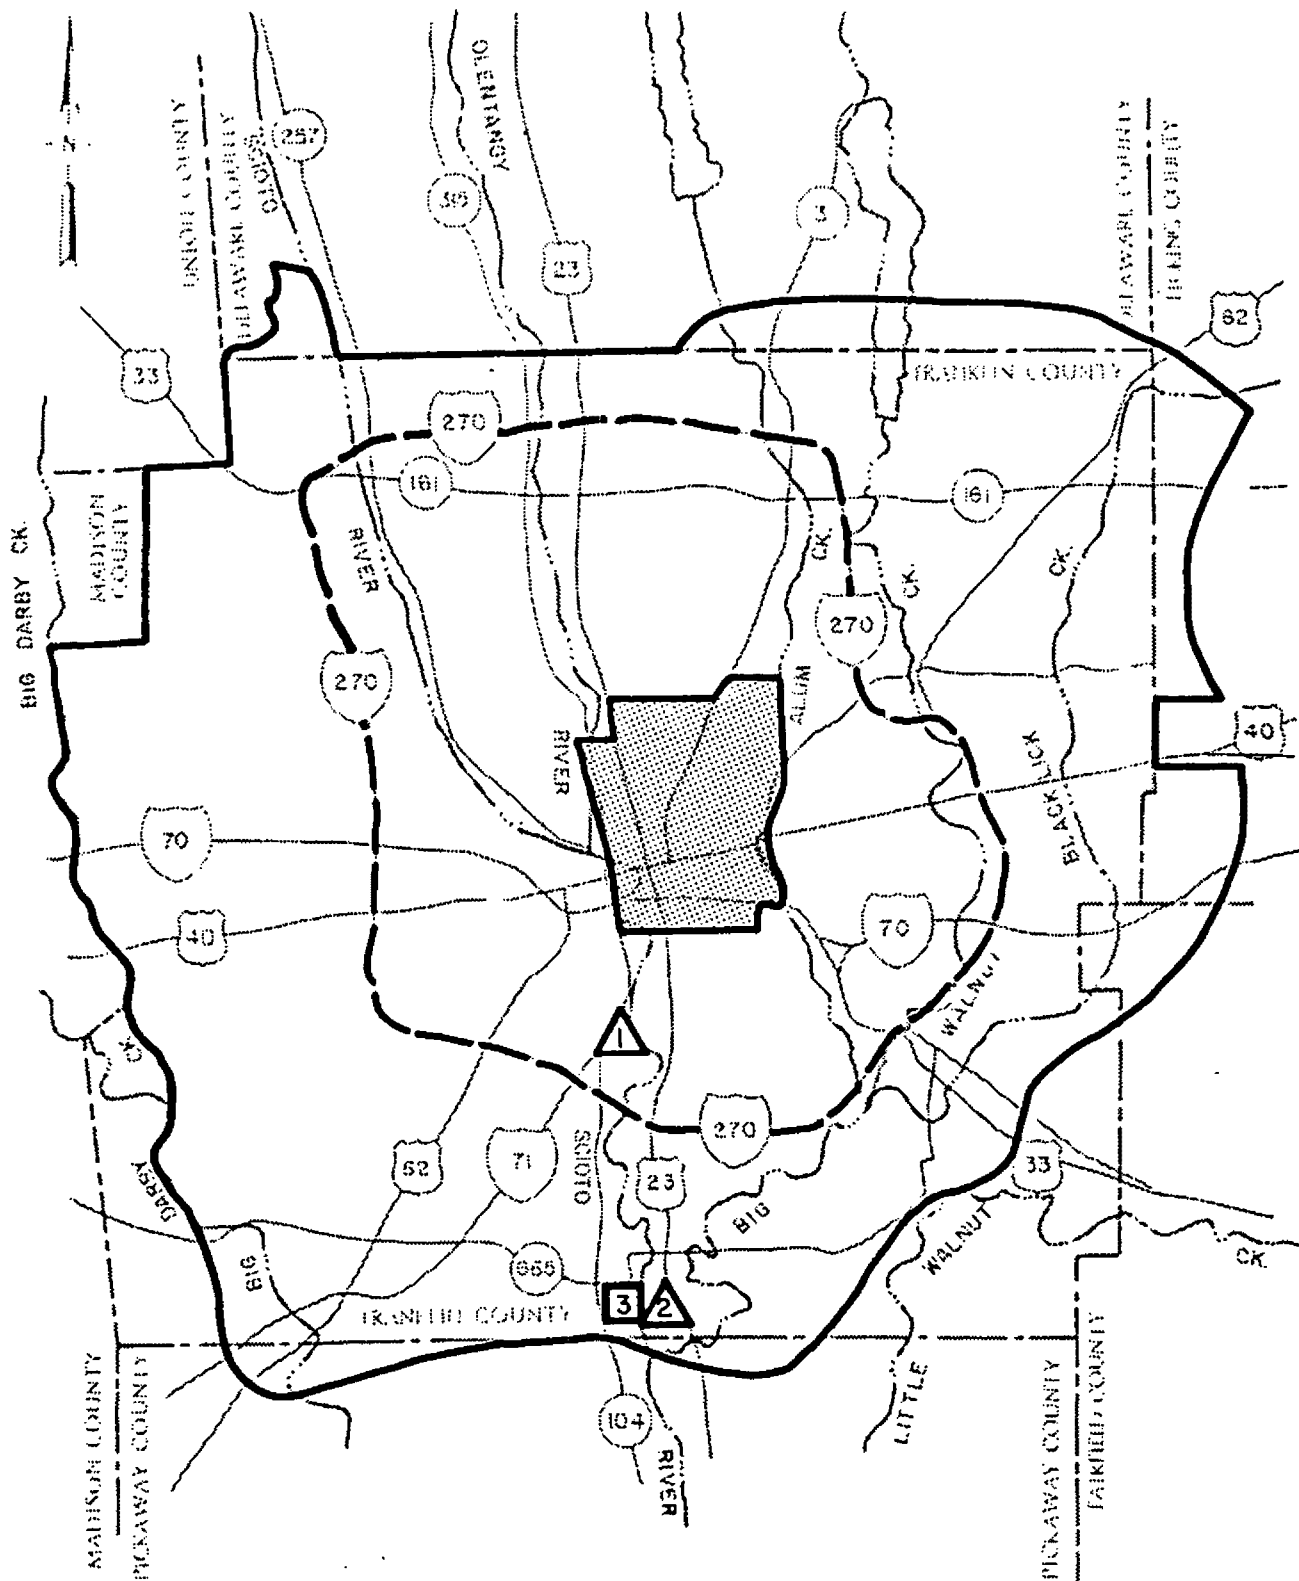 N
UNION COUNTY
DELAWARE COUNTY
SCIOTO
257
OLENTANGY
315
23
3
DELAWARE COUNTY
LICKING COUNTY
62
33
FRANKLIN COUNTY
270
161
161
MADISON
COUNTY
BIG DARBY CK.
RIVER
CK.
CK.
CK.
270
270
ALUM
RIVER
40
BLACKLICK
70
40
70
WALNUT
CK.
1
DARBY
62
71
SCIOTO
270
23
BIG
33
WALNUT
CK.
BIG
665
3
2
FRANKLIN COUNTY
104
RIVER
LITTLE
MADISON COUNTY
PICKAWAY COUNTY
PICKAWAY COUNTY
FAIRFIELD COUNTY